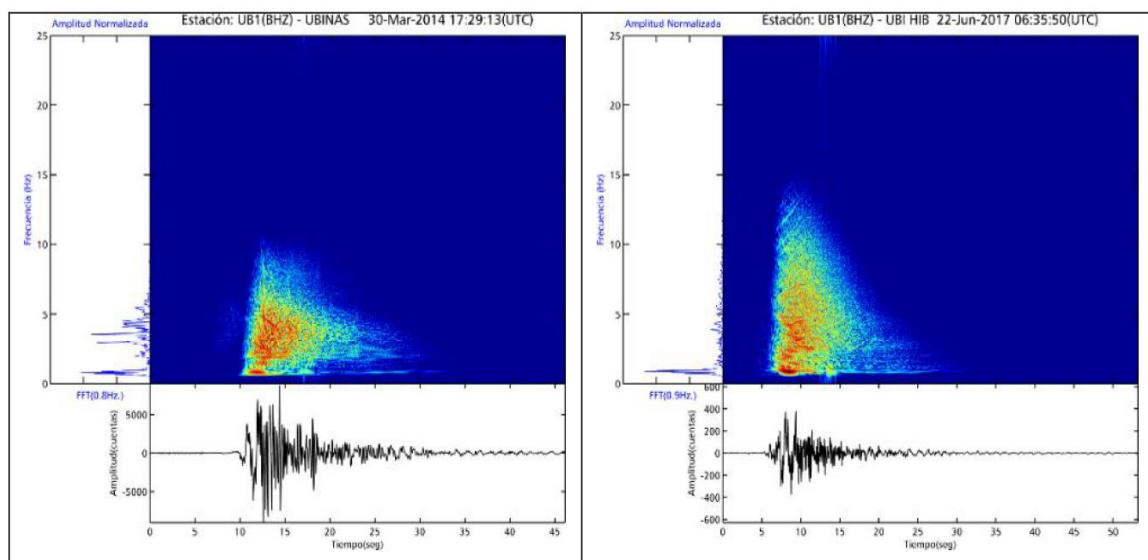 Amplitud Normalizada
Estación: UB1(BHZ) - UBINAS 30-Mar-2014 17:29:13(UTC)
25
20
15
10
5
0
Frecuencia (Hz)
FFT(0.8Hz.)
5000
0
-5000
Amplitud(cuentas)
0 5 10 15 20 25 30 35 40 45
Tiempo(seg)
Amplitud Normalizada
Estación: UB1(BHZ) - UBI HIB 22-Jun-2017 06:35:50(UTC)
25
20
15
10
5
0
Frecuencia (Hz)
FFT(0.9Hz.)
600
400
200
0
-200
-400
-600
Amplitud(cuentas)
0 5 10 15 20 25 30 35 40 45 50
Tiempo(seg)